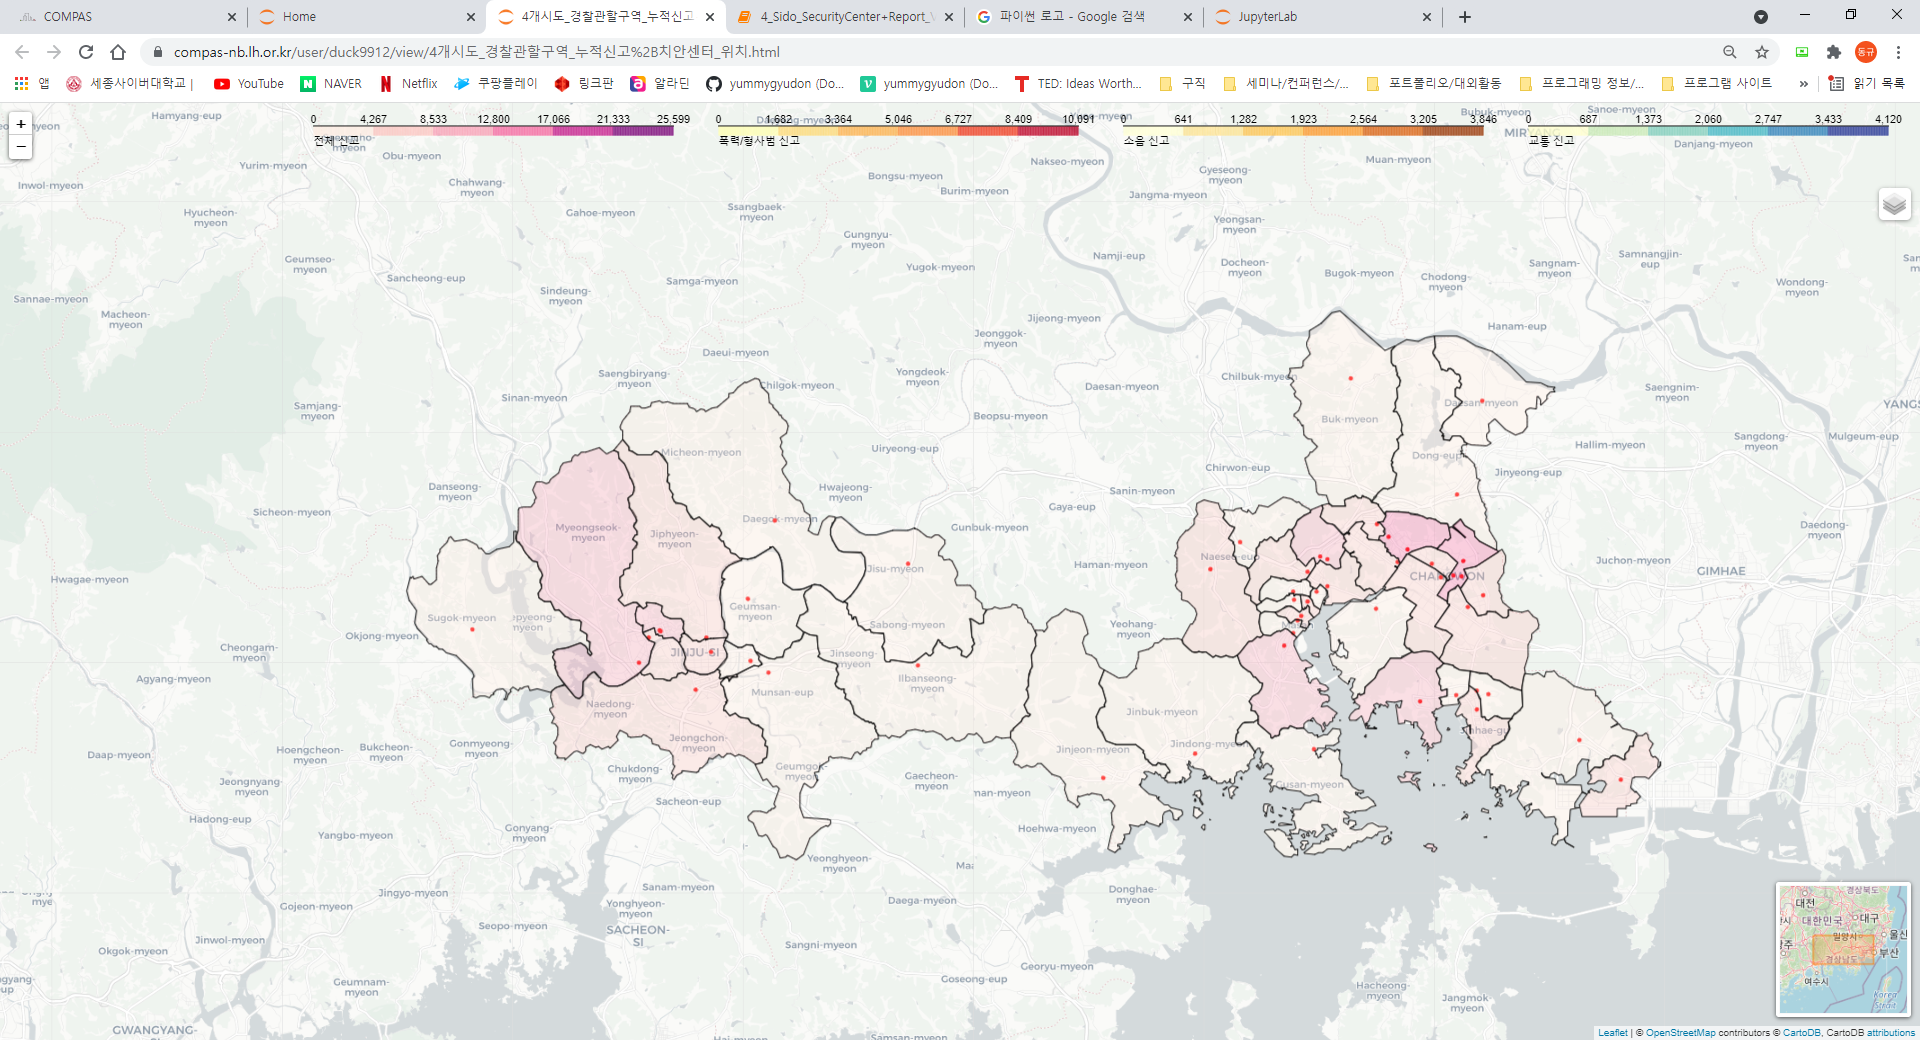 COMPAS
Home
4개시도_경찰관할구역_누적신고
4_Sido_SecurityCenter+Report_
파이썬 로고 - Google 검색
JupyterLab
compas-nb.lh.or.kr/user/duck9912/view/4개시도_경찰관할구역_누적신고%2B치안센터_위치.html
동규
앱
세종사이버대학교 |
YouTube
NAVER
Netflix
쿠팡플레이
링크판
알라딘
yummygyudon (Do...
yummygyudon (Do...
TED: Ideas Worth...
구직
세미나/컨퍼런스/...
포트폴리오/대외활동
프로그래밍 정보/...
프로그램 사이트
»
읽기 목록
+
−
0 4,267 8,533 12,800 17,066 21,333 25,599
전체 신고
0 1,682 3,364 5,046 6,727 8,409 10,091
폭력/형사범 신고
0 641 1,282 1,923 2,564 3,205 3,846
소음 신고
0 687 1,373 2,060 2,747 3,433 4,120
교통 신고
Hamyang-eup
Bubuk-myeon
Sanoe-myeon
Danjang-myeon
Obu-myeon
Yurim-myeon
Inwol-myeon
Chahwang-
myeon
Bongsu-myeon
Burim-myeon
Nakseo-myeon
Gyeseong-
myeon
Muan-myeon
Jangma-myeon
Hyucheon-
myeon
Gahoe-myeon
Ssangbaek-
myeon
Gungnyu-
myeon
Yeongsan-
myeon
Namji-eup
Docheon-
myeon
Bugok-myeon
Chodong-
myeon
Sangnam-
myeon
Samnangjin-
eup
Wondong-
myeon
Geumseo-
myeon
Sancheong-eup
Samga-myeon
Yugok-myeon
Sindeung-
myeon
Sannae-myeon
Macheon-
myeon
Jijeong-myeon
Jeonggok-
myeon
Hanam-eup
Daeui-myeon
Saengbiryang-
myeon
Chilgok-myeon
Yongdeok-
myeon
Daesan-myeon
Chilbuk-myeon
Saengnim-
myeon
Sinan-myeon
Samjang-
myeon
Beopsu-myeon
Buk-myeon
Daesan-myeon
Hallim-myeon
Sangdong-
myeon
Mulgeum-eup
YANGS
Micheon-myeon
Uiryeong-eup
Dong-eup
Chirwon-eup
Jinyeong-eup
Danseong-
myeon
Hwajeong-
myeon
Sanin-myeon
Sicheon-myeon
Daegok-myeon
Gunbuk-myeon
Gaya-eup
Daedong-
myeon
Myeongseok-
myeon
Jiphyeon-
myeon
Jisu-myeon
Haman-myeon
Naeseo-eup
CHANGWON
Juchon-myeon
GIMHAE
Hwagae-myeon
Sugok-myeon
Geumsan-
myeon
Sabong-myeon
Yeohang-
myeon
Okjong-myeon
Cheongam-
myeon
JINJU-SI
Jinseong-
myeon
Agyang-myeon
Munsan-eup
Ilbanseong-
myeon
Naedong-
myeon
Jinbuk-myeon
Jeongchon-
myeon
Jinjeon-myeon
Jindong-myeon
Daap-myeon
Hoengcheon-
myeon
Bukcheon-
myeon
Gonmyeong-
myeon
Chukdong-
myeon
Geumgok-
myeon
Gaecheon-
myeon
Gusan-myeon
Jeongnyang-
myeon
Sacheon-eup
Hadong-eup
Yangbo-myeon
Gonyang-
myeon
Hoehwa-myeon
Yeonghyeon-
myeon
Jingyo-myeon
Sanam-myeon
Daega-myeon
Donghae-
myeon
Gojeon-myeon
Yonghyeon-
myeon
SACHEON-
SI
Seopo-myeon
Jinwol-myeon
Okgok-myeon
Sangni-myeon
Georyu-myeon
Goseong-eup
Geumnam-
myeon
Hacheong-
myeon
Jangmok-
myeon
GWANGYANG-
Samsan-myeon
경상북도
대전
대한민국
대구
밀양시
울산
부산
경상남도
여수시
Korea
Strait
Leaflet | © OpenStreetMap contributors © CartoDB, CartoDB attributions